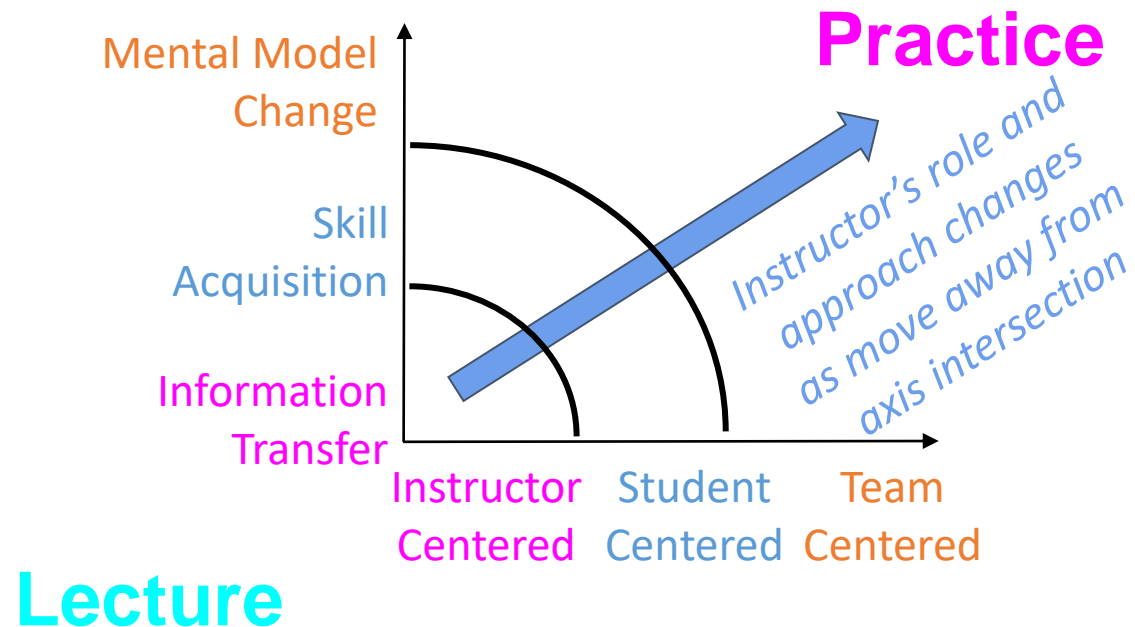 Practice
Mental Model
Change
Skill
Acquisition
Information
Transfer
Instructor’s role and
approach changes
as move away from
axis intersection
Instructor
Centered
Student
Centered
Team
Centered
Lecture